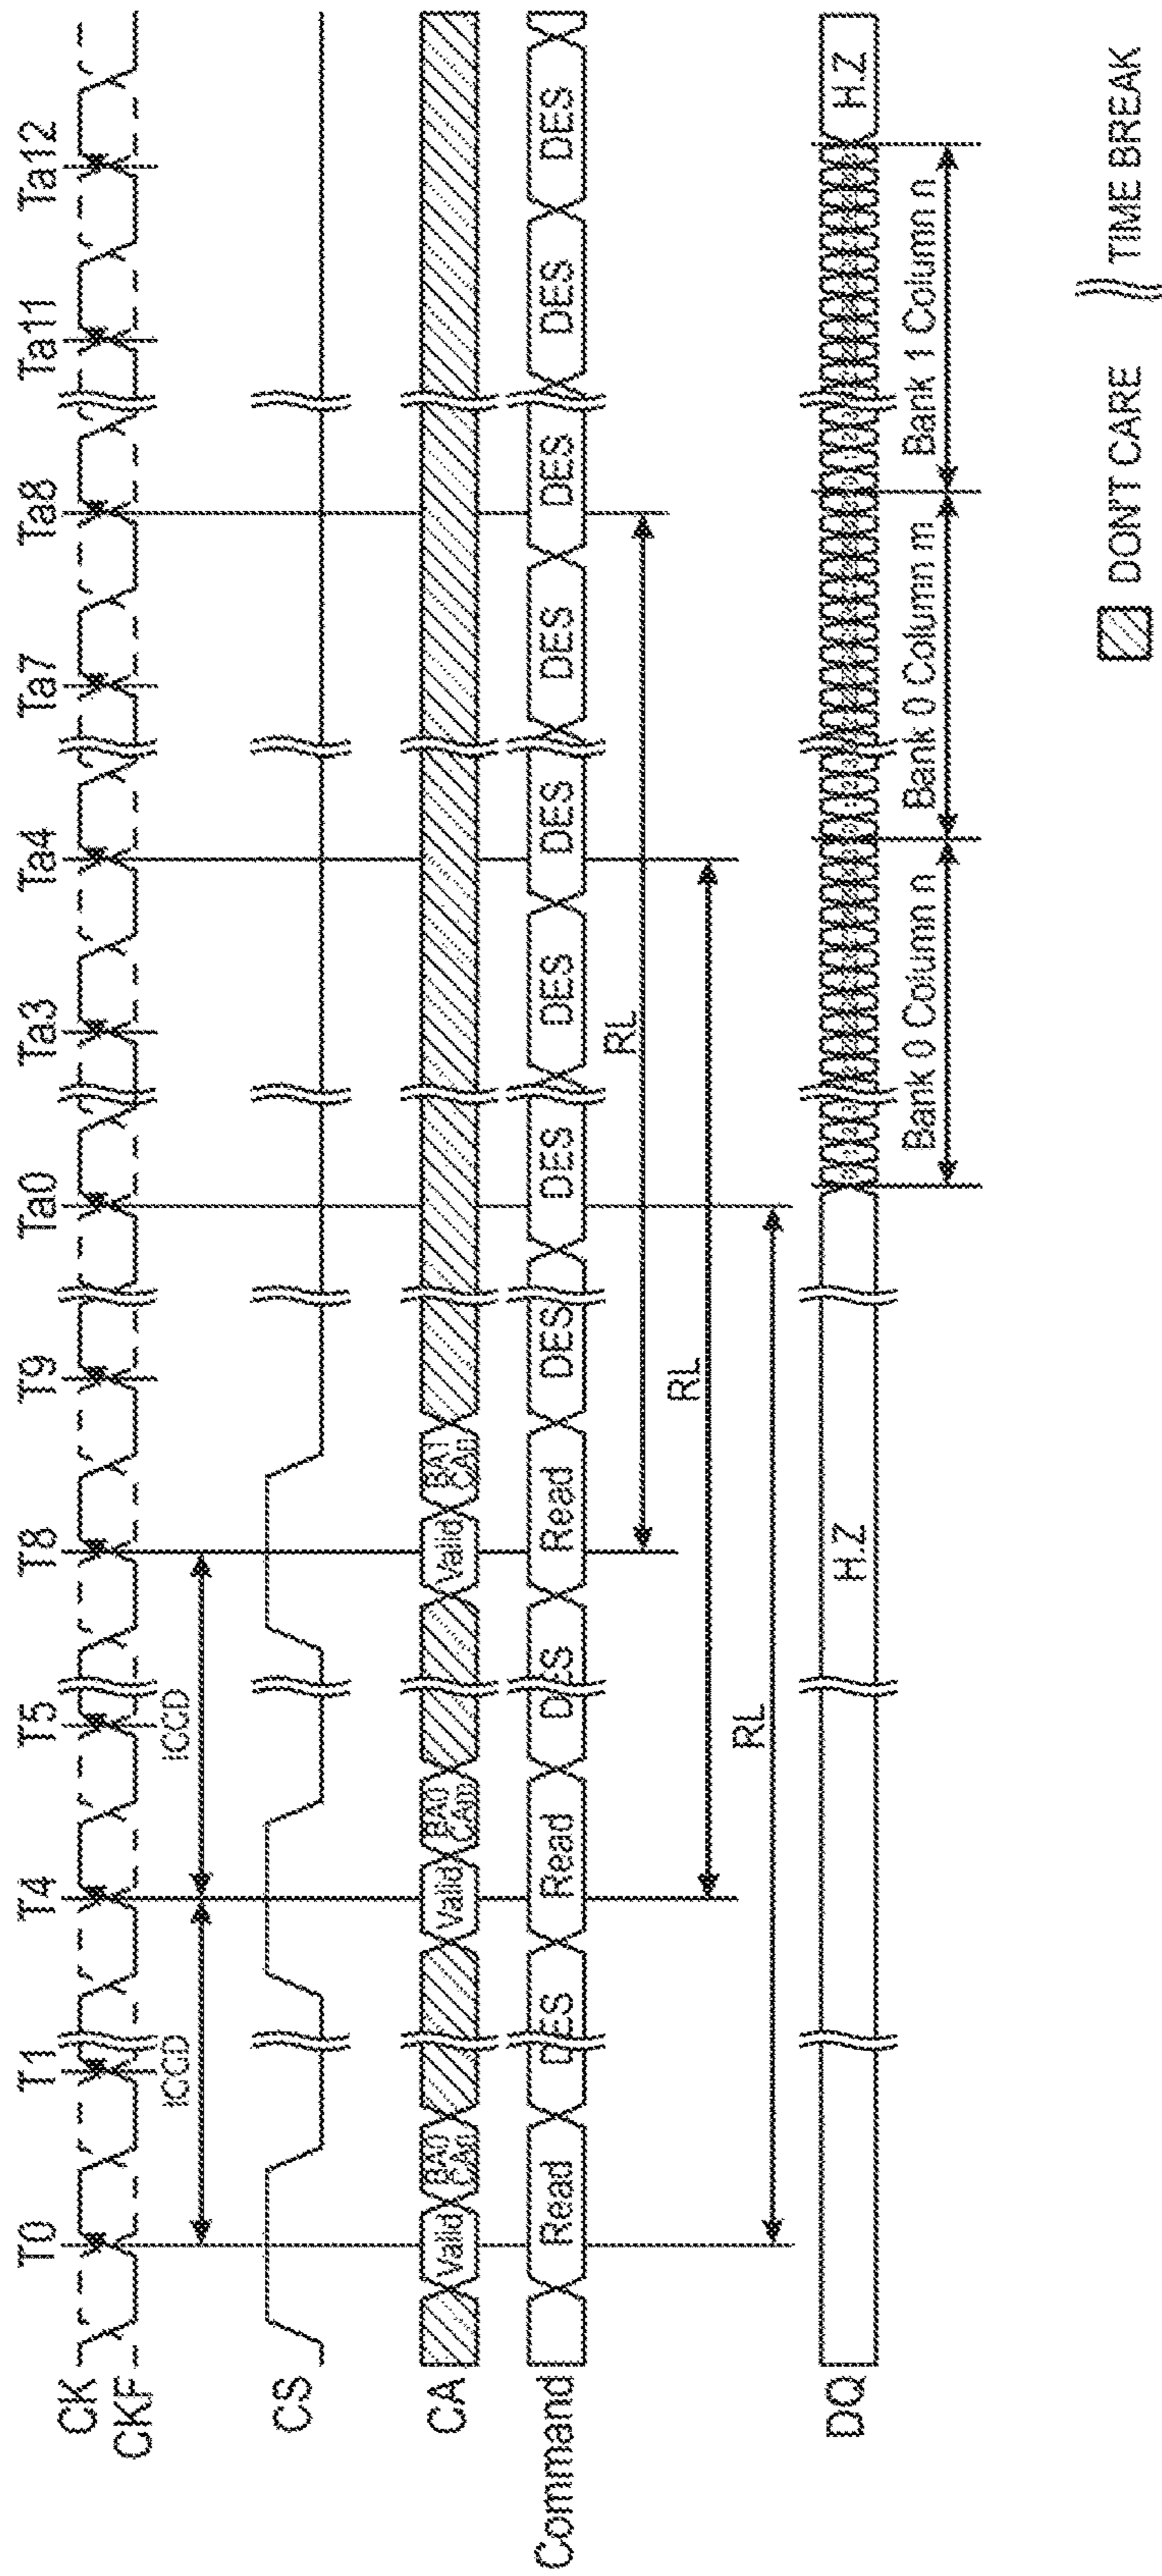 T0 T1 T4 T5 T8 T9 Ta0 Ta3 Ta4 Ta7 Ta8 Ta11 Ta12
CK
CKF
tCCD tCCD
CS
CA Valid BA0 Valid BA0 Valid BA1
CAn CAm CAn
Command Read DES Read DES Read DES DES DES DES DES DES DES DES
RL
RL
RL
DQ H.Z H.Z
Bank 0 Column n Bank 0 Column m Bank 1 Column n
DON'T CARE TIME BREAK